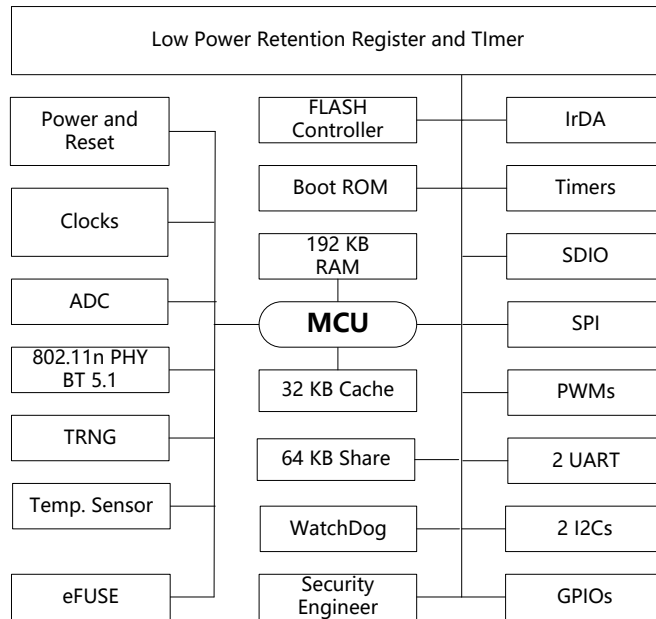 Low Power Retention Register and TImer
Power and
Reset
Clocks
ADC
802.11n PHY
BT 5.1
TRNG
Temp. Sensor
eFUSE
FLASH
Controller
Boot ROM
192 KB
RAM
MCU
32 KB Cache
64 KB Share
WatchDog
Security
Engineer
IrDA
Timers
SDIO
SPI
PWMs
2 UART
2 I2Cs
GPIOs